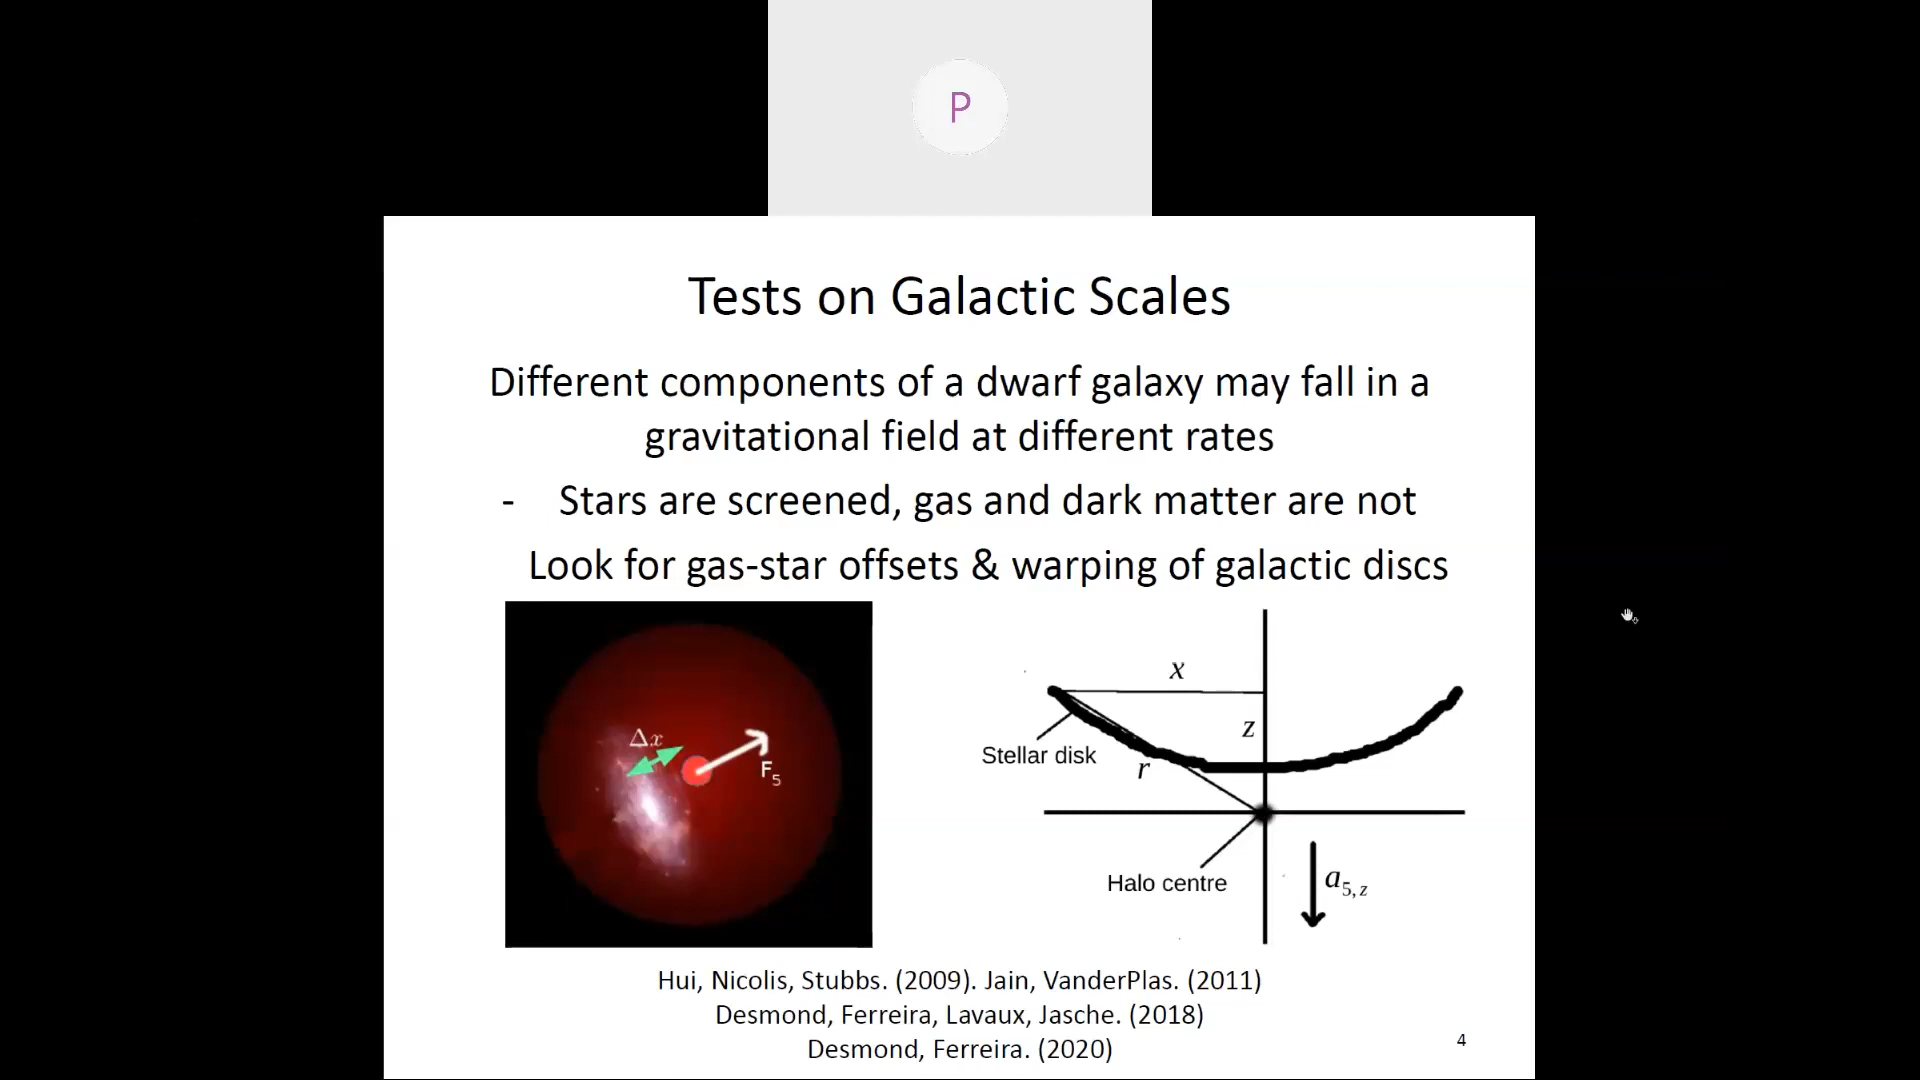 P
Tests on Galactic Scales
Different components of a dwarf galaxy may fall in a
gravitational field at different rates
- Stars are screened, gas and dark matter are not
Look for gas-star offsets & warping of galactic discs
Δx
F5
x
z
Stellar disk
r
Halo centre
a5,z
Hui, Nicolis, Stubbs. (2009). Jain, VanderPlas. (2011)
Desmond, Ferreira, Lavaux, Jasche. (2018)
Desmond, Ferreira. (2020)
4